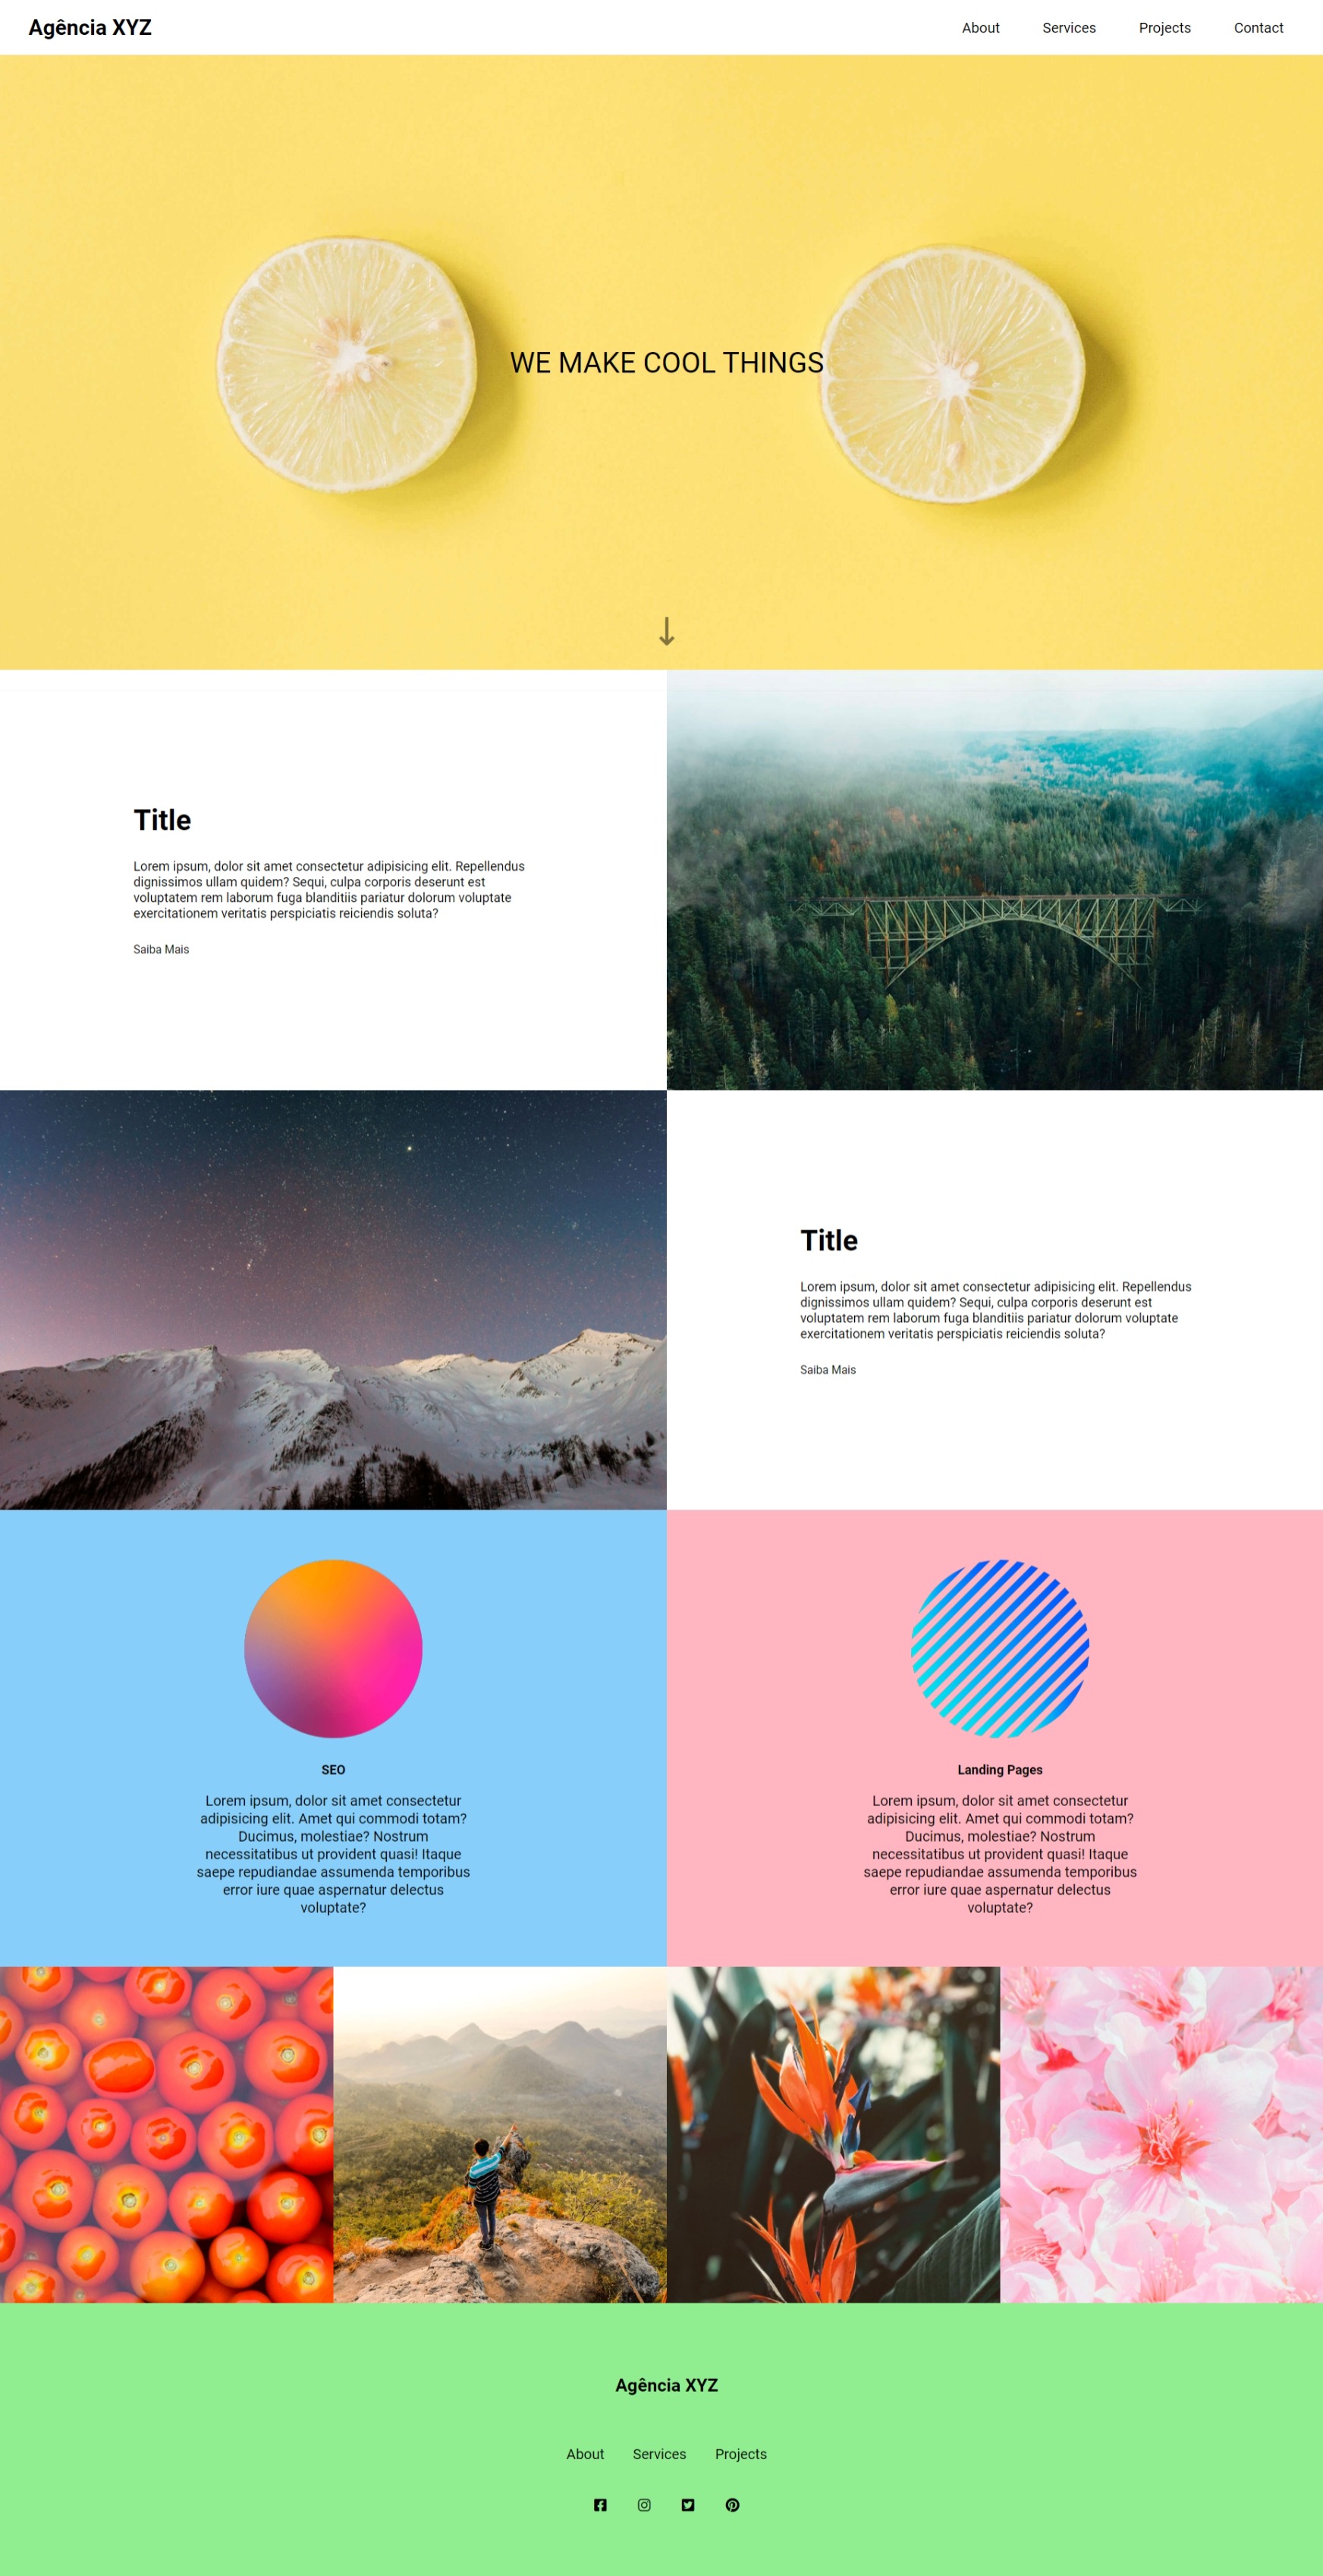 Agência XYZ
About Services Projects Contact
WE MAKE COOL THINGS
Title
Lorem ipsum, dolor sit amet consectetur adipisicing elit. Repellendus
dignissimos ullam quidem? Sequi, culpa corporis deserunt est
voluptatem rem laborum fuga blanditiis pariatur dolorum voluptate
exercitationem veritatis perspiciatis reiciendis soluta?
Saiba Mais
Title
Lorem ipsum, dolor sit amet consectetur adipisicing elit. Repellendus
dignissimos ullam quidem? Sequi, culpa corporis deserunt est
voluptatem rem laborum fuga blanditiis pariatur dolorum voluptate
exercitationem veritatis perspiciatis reiciendis soluta?
Saiba Mais
SEO
Lorem ipsum, dolor sit amet consectetur
adipisicing elit. Amet qui commodi totam?
Ducimus, molestiae? Nostrum
necessitatibus ut provident quasi! Itaque
saepe repudiandae assumenda temporibus
error iure quae aspernatur delectus
voluptate?
Landing Pages
Lorem ipsum, dolor sit amet consectetur
adipisicing elit. Amet qui commodi totam?
Ducimus, molestiae? Nostrum
necessitatibus ut provident quasi! Itaque
saepe repudiandae assumenda temporibus
error iure quae aspernatur delectus
voluptate?
Agência XYZ
About Services Projects